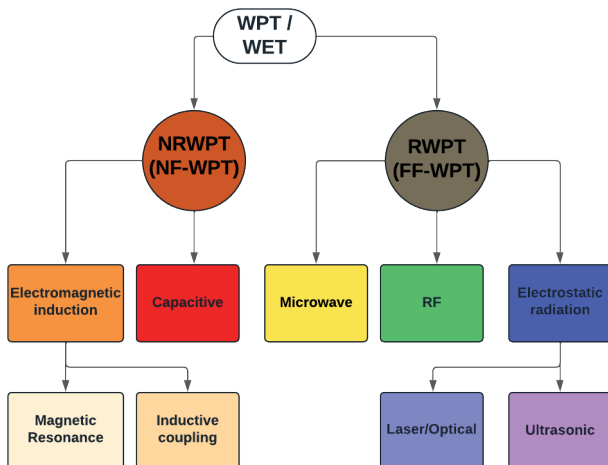 WPT /
WET
NRWPT
(NF-WPT)
RWPT
(FF-WPT)
Electromagnetic
induction
Capacitive
Microwave
RF
Electrostatic
radiation
Magnetic
Resonance
Inductive
coupling
Laser/Optical
Ultrasonic